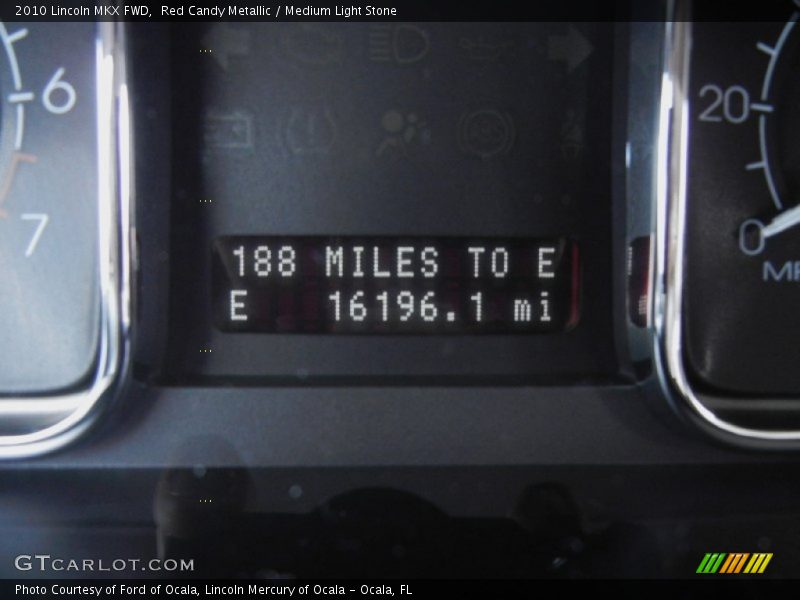 2010 Lincoln MKX FWD,  Red Candy Metallic / Medium Light Stone
6
7
20
0
188 MILES TO E
E 16196.1 mi
GTCARLOT.COM
Photo Courtesy of Ford of Ocala, Lincoln Mercury of Ocala - Ocala, FL